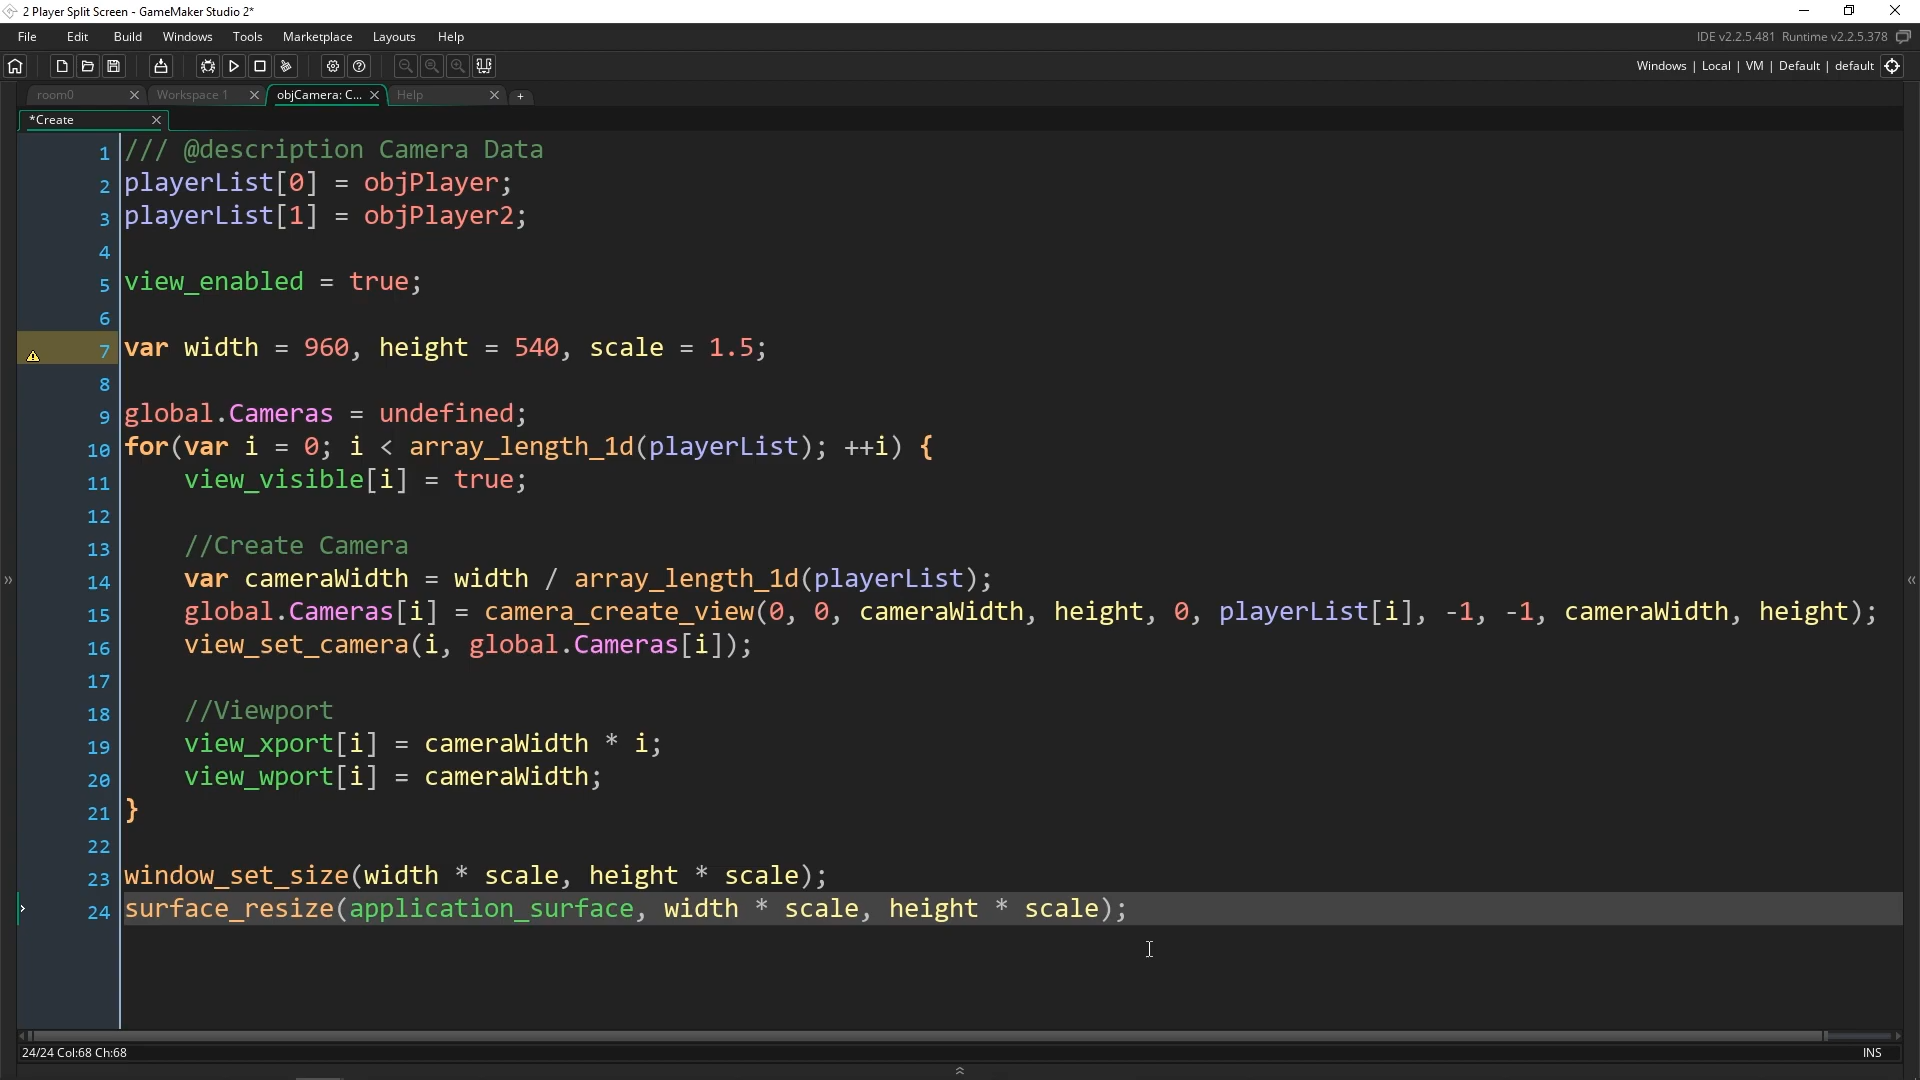 2 Player Split Screen - GameMaker Studio 2*
File Edit Build Windows Tools Marketplace Layouts Help
IDE v2.2.5.481 Runtime v2.2.5.378
Windows | Local | VM | Default | default
room0 Workspace 1 objCamera: C... Help
*Create
1 /// @description Camera Data
2 playerList[0] = objPlayer;
3 playerList[1] = objPlayer2;
4
5 view_enabled = true;
6
7 var width = 960, height = 540, scale = 1.5;
8
9 global.Cameras = undefined;
10 for(var i = 0; i < array_length_1d(playerList); ++i) {
11     view_visible[i] = true;
12
13     //Create Camera
14     var cameraWidth = width / array_length_1d(playerList);
15     global.Cameras[i] = camera_create_view(0, 0, cameraWidth, height, 0, playerList[i], -1, -1, cameraWidth, height);
16     view_set_camera(i, global.Cameras[i]);
17
18     //Viewport
19     view_xport[i] = cameraWidth * i;
20     view_wport[i] = cameraWidth;
21 }
22
23 window_set_size(width * scale, height * scale);
24 surface_resize(application_surface, width * scale, height * scale);
24/24 Col:68 Ch:68
INS